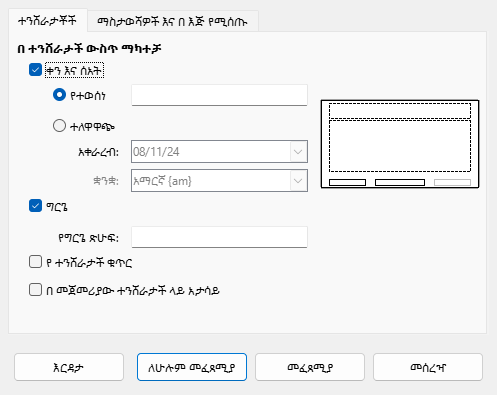 ተንሸራታቾች
ማስታወሻዎች እና በ እጅ የሚሰጡ
በ ተንሸራታች ውስጥ ማካተቻ
ቀን እና ሰአት
የተወሰነ
ተለዋዋጭ
አቀራረብ:
08/11/24
ቋንቋ:
አማርኛ {am}
ግርጌ
የግርጌ ጽሁፍ:
የ ተንሸራታች ቁጥር
በ መጀመሪያው ተንሸራታች ላይ አታሳይ
እርዳታ
ለሁሉም መፈጸሚያ
መፈጸሚያ
መሰረዣ